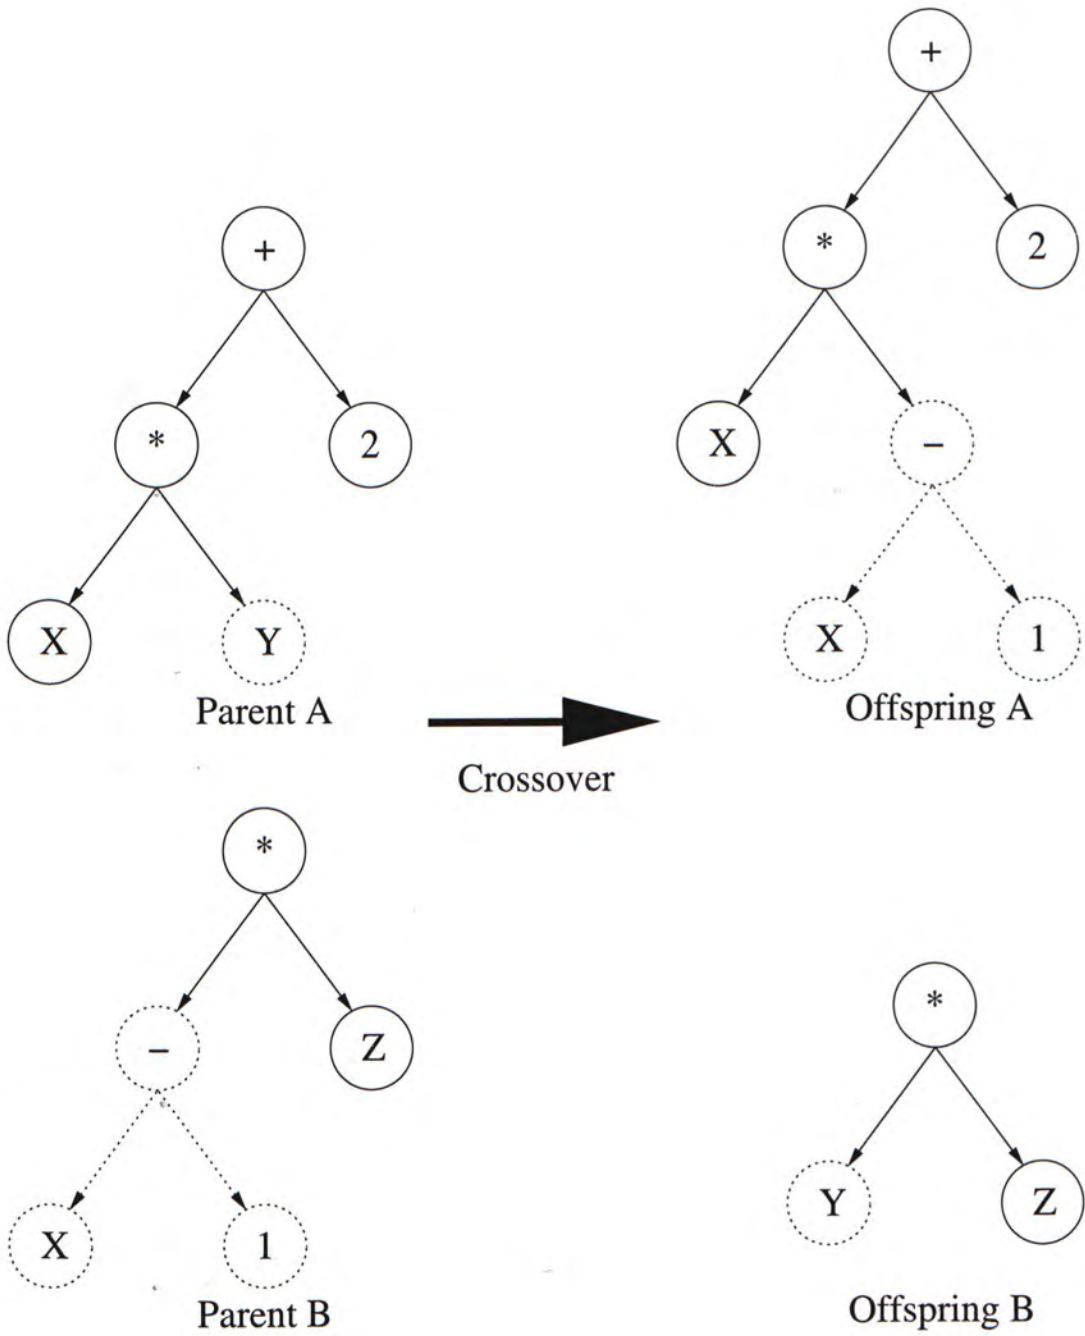 +
* 2
X Y
Parent A
+
* 2
X –
X 1
Offspring A
Crossover
*
– Z
X 1
Parent B
*
Y Z
Offspring B